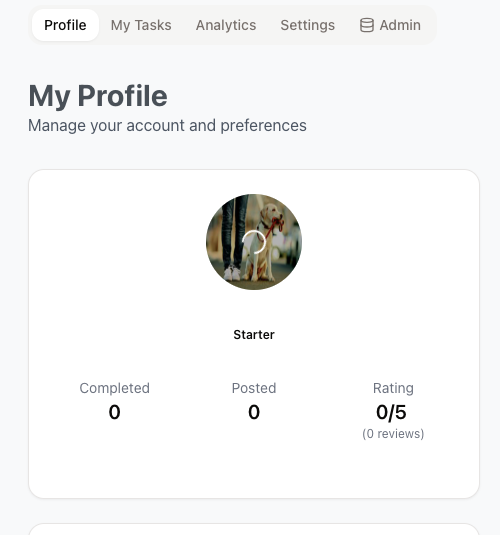 Profile My Tasks Analytics Settings Admin
My Profile
Manage your account and preferences
Starter
Completed Posted Rating
0 0 0/5
(0 reviews)